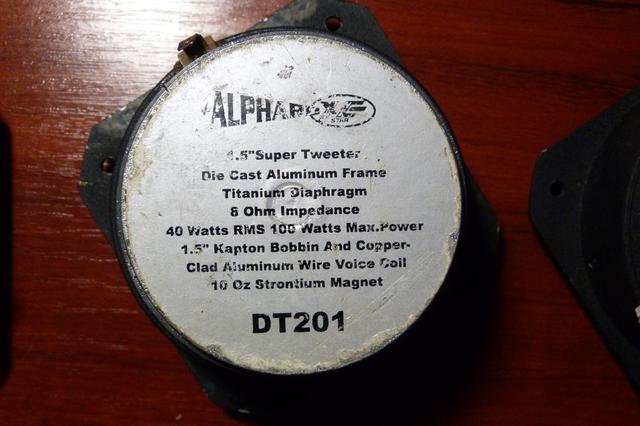 ALPHARD
STAR
1.5"Super Tweeter
Die Cast Aluminum Frame
Titanium Diaphragm
8 Ohm Impedance
40 Watts RMS 100 Watts Max.Power
1.5" Kapton Bobbin And Copper-
Clad Aluminum Wire Voice Coil
10 Oz Strontium Magnet
DT201